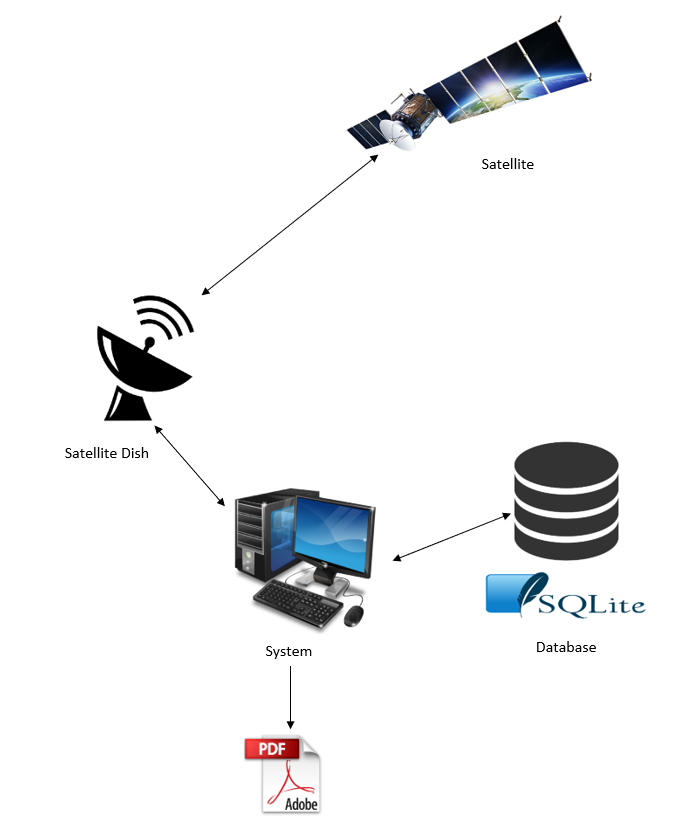 Satellite
Satellite Dish
SQLite
Database
System
PDF
Adobe